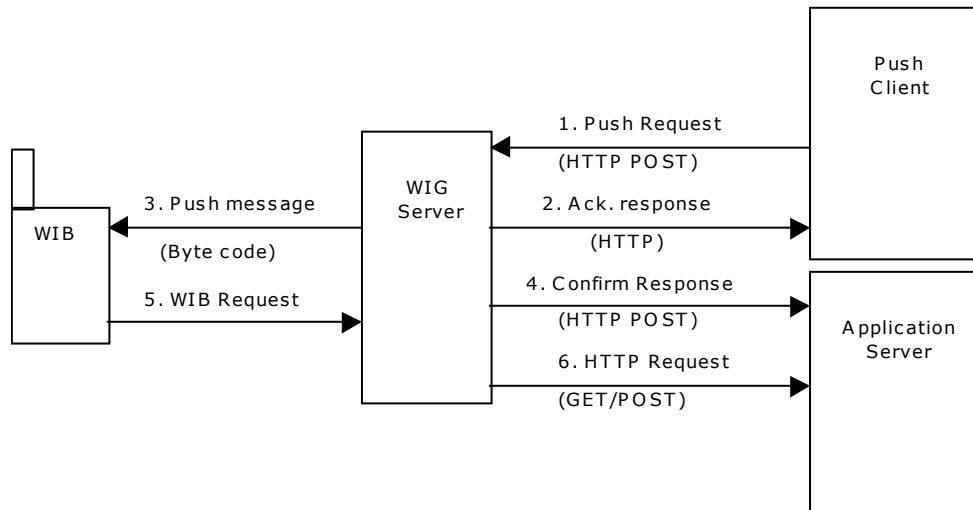 Push
Client
1. Push Request
(HTTP POST)
WIG
Server
3. Push message
2. Ack. response
WIB
(Byte code)
(HTTP)
4. Confirm Response
5. WIB Request
(HTTP POST)
Application
Server
6. HTTP Request
(GET/POST)